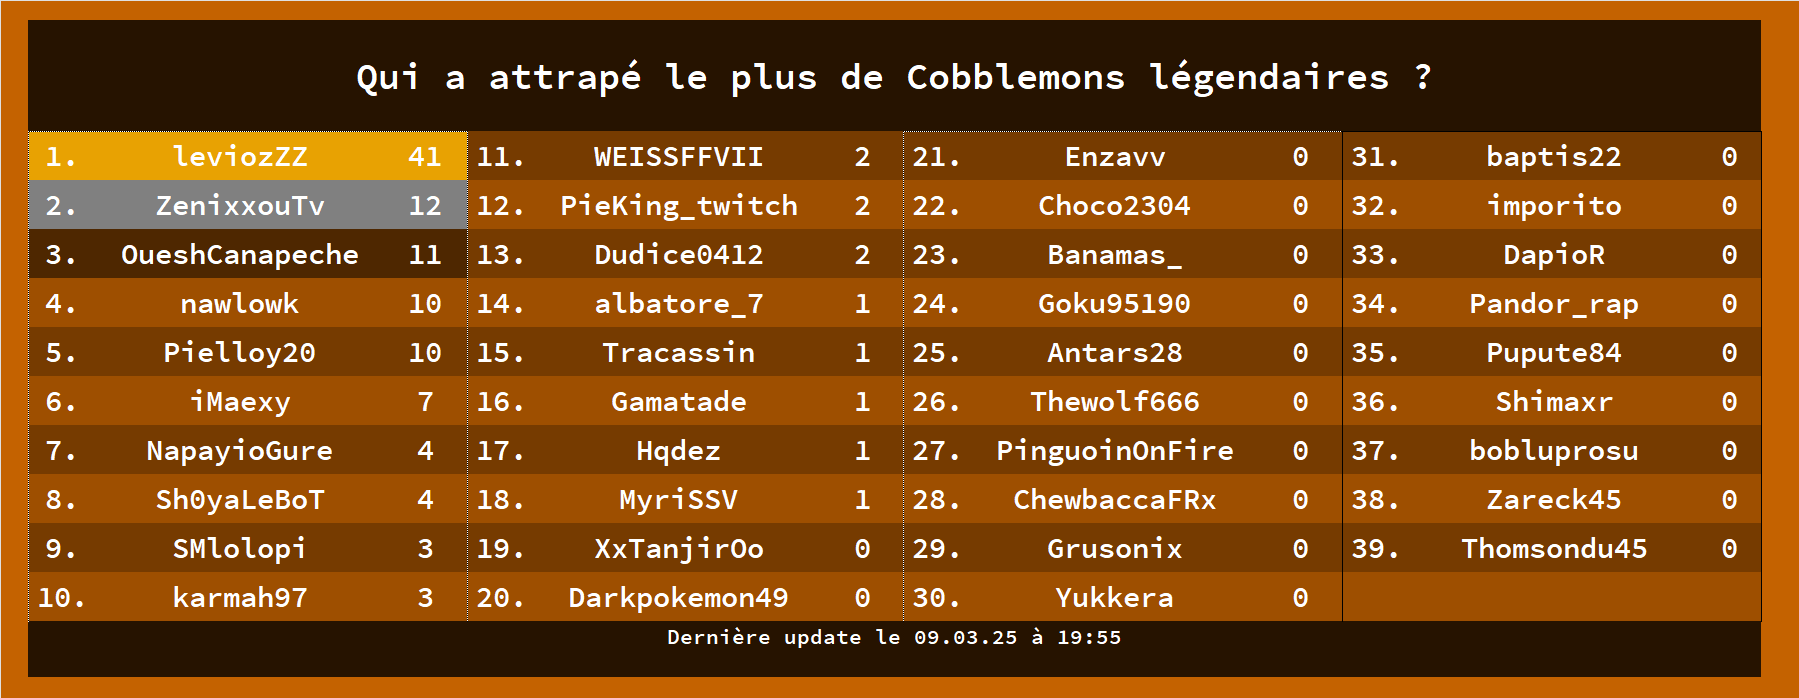 Qui a attrapé le plus de Cobblemons légendaires ?
1. leviozZZ 41 11. WEISSFFVII 2 21. Enzavv 0 31. baptis22 0
2. ZenixxouTv 12 12. PieKing_twitch 2 22. Choco2304 0 32. imporito 0
3. OueshCanapeche 11 13. Dudice0412 2 23. Banamas_ 0 33. DapioR 0
4. nawlowk 10 14. albatore_7 1 24. Goku95190 0 34. Pandor_rap 0
5. Pielloy20 10 15. Tracassin 1 25. Antars28 0 35. Pupute84 0
6. iMaexy 7 16. Gamatade 1 26. Thewolf666 0 36. Shimaxr 0
7. NapayioGure 4 17. Hqdez 1 27. PinguoinOnFire 0 37. bobluprosu 0
8. Sh0yaLeBoT 4 18. MyriSSV 1 28. ChewbaccaFRx 0 38. Zareck45 0
9. SMlolopi 3 19. XxTanjirOo 0 29. Grusonix 0 39. Thomsondu45 0
10. karmah97 3 20. Darkpokemon49 0 30. Yukkera 0
Dernière update le 09.03.25 à 19:55